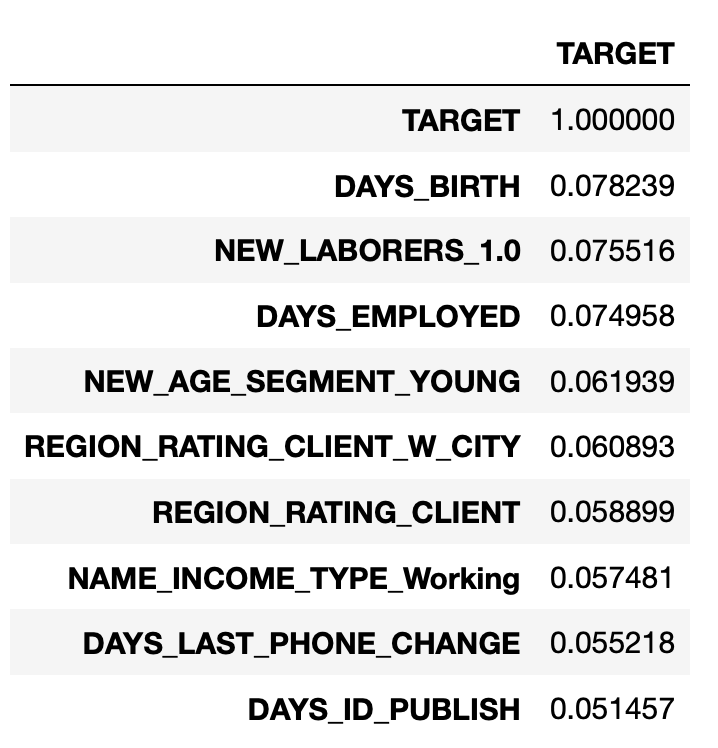 TARGET
TARGET 1.000000
DAYS_BIRTH 0.078239
NEW_LABORERS_1.0 0.075516
DAYS_EMPLOYED 0.074958
NEW_AGE_SEGMENT_YOUNG 0.061939
REGION_RATING_CLIENT_W_CITY 0.060893
REGION_RATING_CLIENT 0.058899
NAME_INCOME_TYPE_Working 0.057481
DAYS_LAST_PHONE_CHANGE 0.055218
DAYS_ID_PUBLISH 0.051457